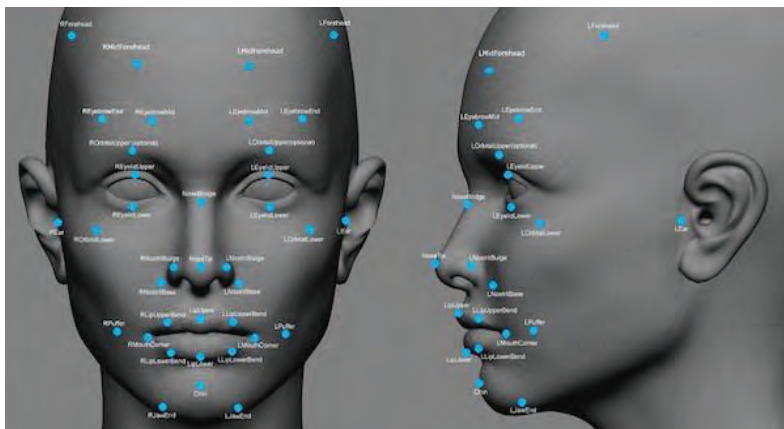 RForehead
LForehead
RMidForehead
LMidForehead
REyebrowEnd
REyebrowMid
LEyebrowMid
LEyebrowEnd
ROrbitalUpper(optional)
LOrbitalUpper(optional)
REyelidUpper
LEyelidUpper
NoseBridge
REyelidLower
LEyelidLower
REar
LEar
ROrbitalLower
LOrbitalLower
RNostrilBulge
NoseTip
LNostrilBulge
RNostrilBase
LNostrilBase
LipUpper
RLipUpperBend
LLipUpperBend
RPuffer
LPuffer
RMouthCorner
LMouthCorner
RLipLowerBend
LipLower
LLipLowerBend
Chin
RJawEnd
LJawEnd
LForehead
LMidForehead
LEyebrowMid
LEyebrowEnd
LOrbitalUpper(optional)
LEyelidUpper
NoseBridge
LEyelidLower
LOrbitalLower
LEar
NoseTip
LNostrilBulge
LNostrilBase
LipUpper
LLipUpperBend
LPuffer
LMouthCorner
LipLower
LLipLowerBend
Chin
LJawEnd